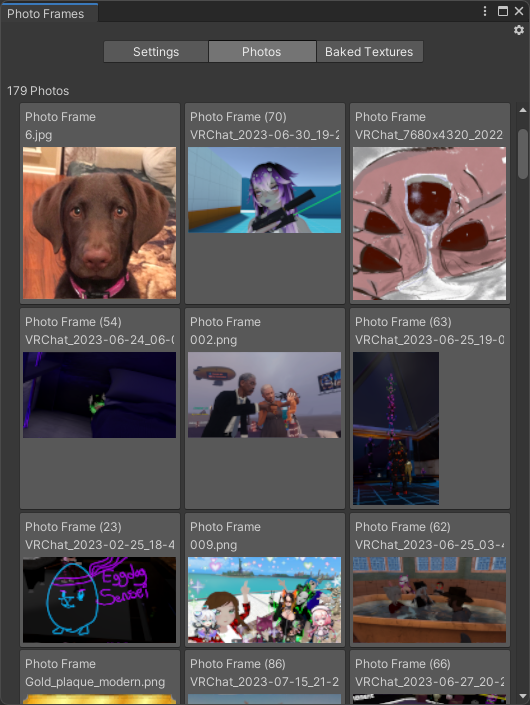 Photo Frames
Settings
Photos
Baked Textures
179 Photos
Photo Frame
6.jpg
Photo Frame (70)
VRChat_2023-06-30_19-2
Photo Frame
VRChat_7680x4320_2022
Photo Frame (54)
VRChat_2023-06-24_06-0
Photo Frame
002.png
Photo Frame (63)
VRChat_2023-06-25_19-0
Photo Frame (23)
VRChat_2023-02-25_18-4
Eggdog
Sensei
Photo Frame
009.png
Photo Frame (62)
VRChat_2023-06-25_03-4
Photo Frame
Gold_plaque_modern.png
Photo Frame (86)
VRChat_2023-07-15_21-2
Photo Frame (66)
VRChat_2023-06-27_20-2